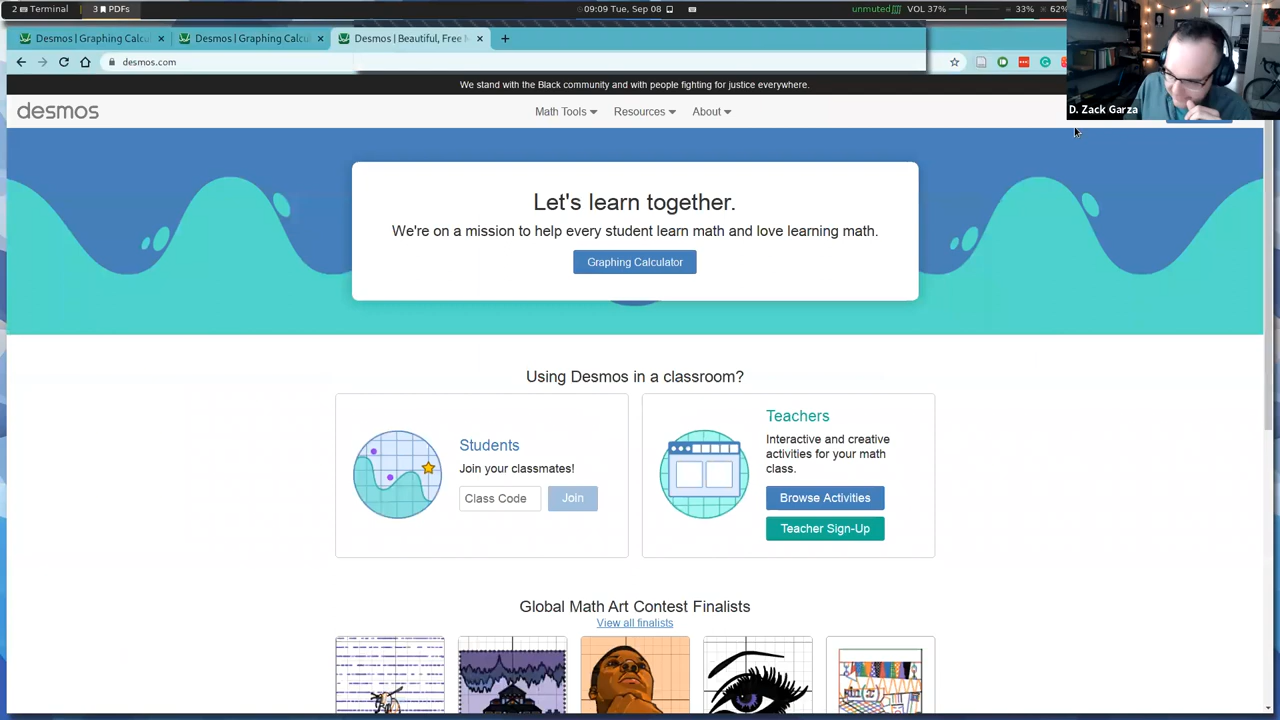 2 Terminal
3 PDFs
09:09 Tue, Sep 08
unmuted
VOL 37%
33%
62%
Desmos | Graphing Calcu
Desmos | Graphing Calcu
Desmos | Beautiful, Free M
desmos.com
D. Zack Garza
We stand with the Black community and with people fighting for justice everywhere.
desmos
Math Tools
Resources
About
Let's learn together.
We're on a mission to help every student learn math and love learning math.
Graphing Calculator
Using Desmos in a classroom?
Students
Join your classmates!
Class Code
Join
Teachers
Interactive and creative
activities for your math
class.
Browse Activities
Teacher Sign-Up
Global Math Art Contest Finalists
View all finalists